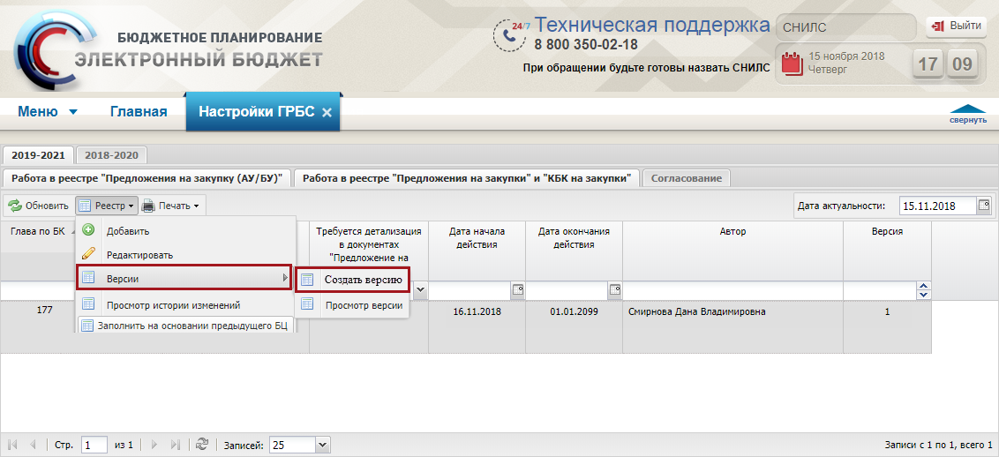 БЮДЖЕТНОЕ ПЛАНИРОВАНИЕ
ЭЛЕКТРОННЫЙ БЮДЖЕТ
24/7 Техническая поддержка
8 800 350-02-18
При обращении будьте готовы назвать СНИЛС
СНИЛС
Выйти
15 ноября 2018
Четверг
17 09
Меню Главная Настройки ГРБС
свернуть
2019-2021 2018-2020
Работа в реестре "Предложения на закупку (АУ/БУ)" Работа в реестре "Предложения на закупки" и "КБК на закупки" Согласование
Обновить Реестр Печать Дата актуальности: 15.11.2018
Глава по БК
Требуется детализация
в документах
"Предложение на
Дата начала
действия
Дата окончания
действия
Автор
Версия
Добавить
Редактировать
Версии
Просмотр истории изменений
Заполнить на основании предыдущего БЦ
Создать версию
Просмотр версии
177 16.11.2018 01.01.2099 Смирнова Дана Владимировна 1
Стр. 1 из 1 Записей: 25 Записи с 1 по 1, всего 1